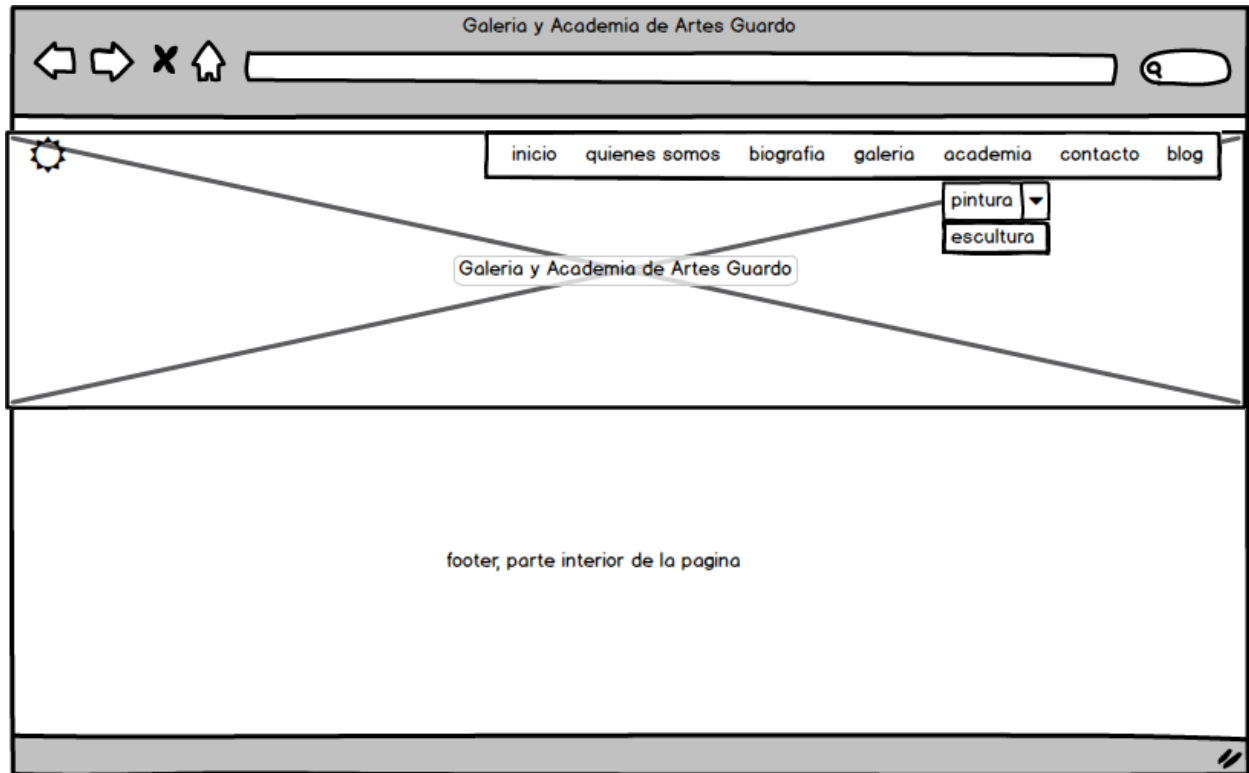 Galeria y Academia de Artes Guardo
inicio quienes somos biografia galeria academia contacto blog
pintura
escultura
Galeria y Academia de Artes Guardo
footer, parte interior de la pagina